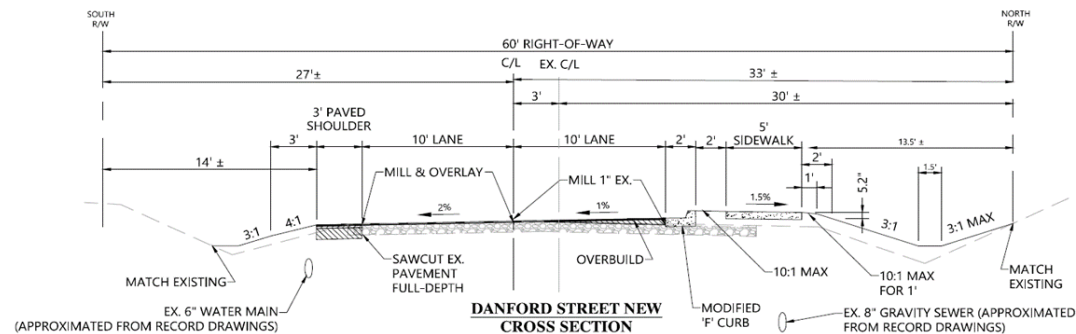 SOUTH
R/W
NORTH
R/W
60' RIGHT-OF-WAY
27'±
C/L
EX. C/L
33' ±
3'
30' ±
3' PAVED
SHOULDER
3'
10' LANE
10' LANE
2'
2'
5'
SIDEWALK
13.5' ±
2'
1'
1.5'
5.2"
14' ±
MILL & OVERLAY
MILL 1" EX.
2%
1%
1.5%
3:1
4:1
3:1
3:1 MAX
MATCH EXISTING
SAWCUT EX.
PAVEMENT
FULL-DEPTH
OVERBUILD
10:1 MAX
10:1 MAX
FOR 1'
MATCH
EXISTING
EX. 6" WATER MAIN
(APPROXIMATED FROM RECORD DRAWINGS)
DANFORD STREET NEW
CROSS SECTION
MODIFIED
'F' CURB
EX. 8" GRAVITY SEWER (APPROXIMATED
FROM RECORD DRAWINGS)